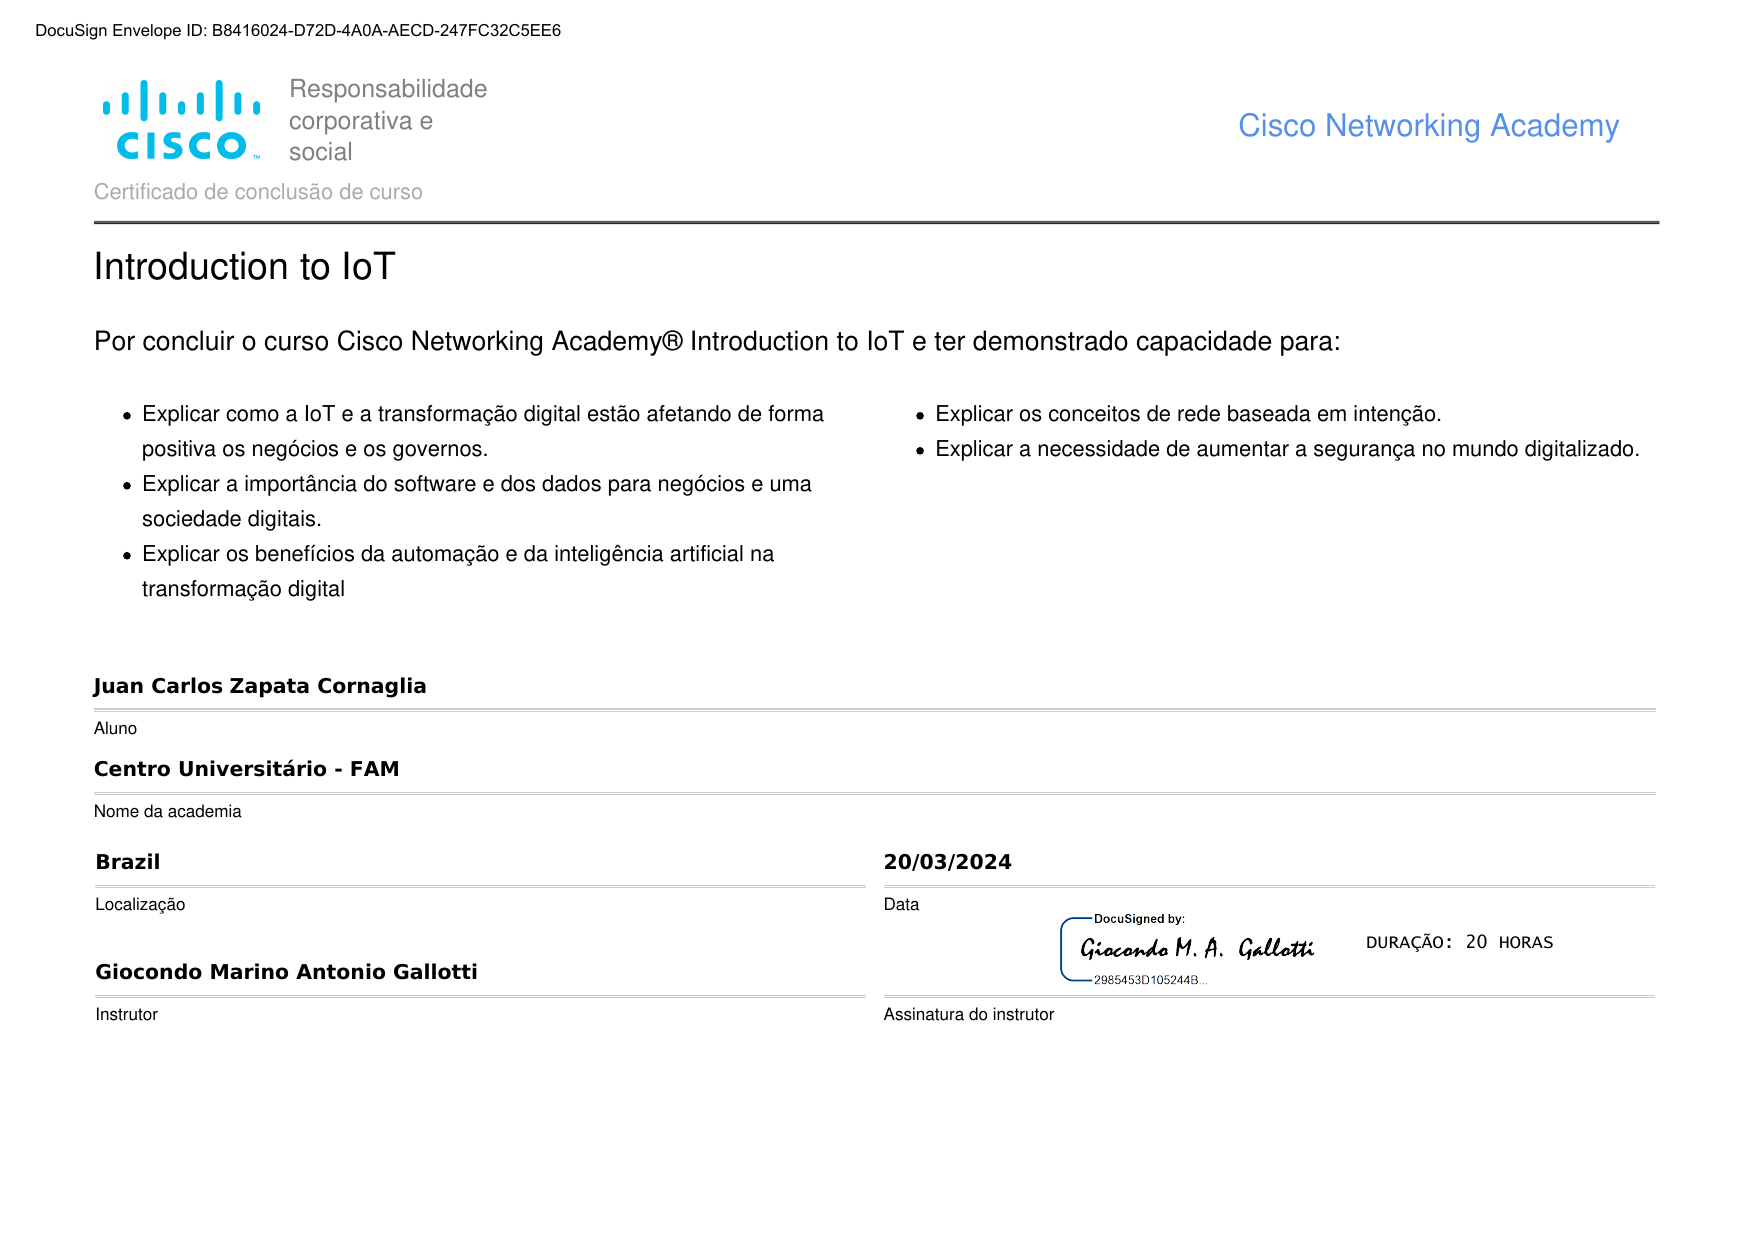 DocuSign Envelope ID: B8416024-D72D-4A0A-AECD-247FC32C5EE6
CISCO™
Responsabilidade
corporativa e
social
Cisco Networking Academy
Certificado de conclusão de curso
Introduction to IoT
Por concluir o curso Cisco Networking Academy® Introduction to IoT e ter demonstrado capacidade para:
• Explicar como a IoT e a transformação digital estão afetando de forma
positiva os negócios e os governos.
• Explicar a importância do software e dos dados para negócios e uma
sociedade digitais.
• Explicar os benefícios da automação e da inteligência artificial na
transformação digital
• Explicar os conceitos de rede baseada em intenção.
• Explicar a necessidade de aumentar a segurança no mundo digitalizado.
Juan Carlos Zapata Cornaglia
Aluno
Centro Universitário - FAM
Nome da academia
Brazil
Localização
20/03/2024
Data
Giocondo Marino Antonio Gallotti
Instrutor
DocuSigned by:
Giocondo M. A. Gallotti
2985453D105244B...
DURAÇÃO: 20 HORAS
Assinatura do instrutor